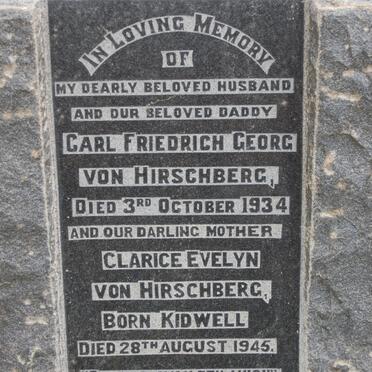 IN LOVING MEMORY
OF
MY DEARLY BELOVED HUSBAND
AND OUR BELOVED DADDY
CARL FRIEDRICH GEORG
VON HIRSCHBERG,
DIED 3RD OCTOBER 1934
AND OUR DARLING MOTHER
CLARICE EVELYN
VON HIRSCHBERG,
BORN KIDWELL
DIED 28TH AUGUST 1945.